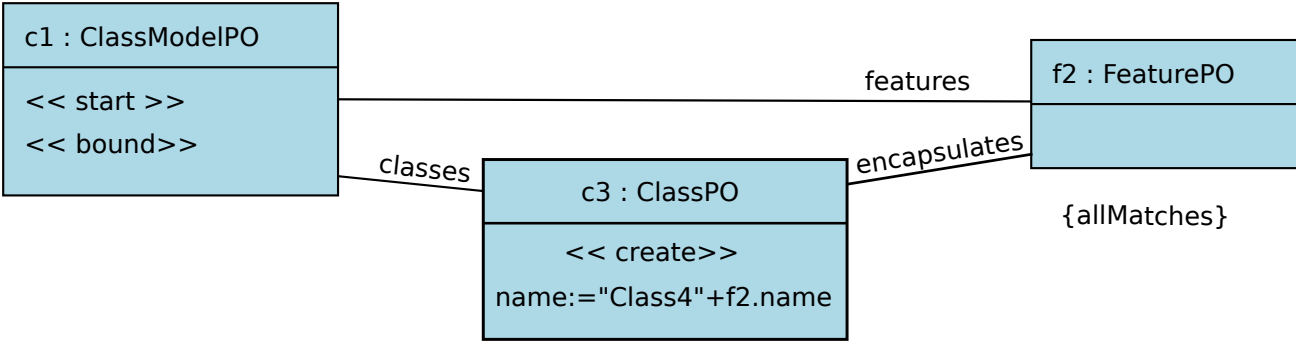 c1 : ClassModelPO
<< start >>
<< bound>>
features
f2 : FeaturePO
classes
encapsulates
c3 : ClassPO
<< create>>
name:="Class4"+f2.name
{allMatches}